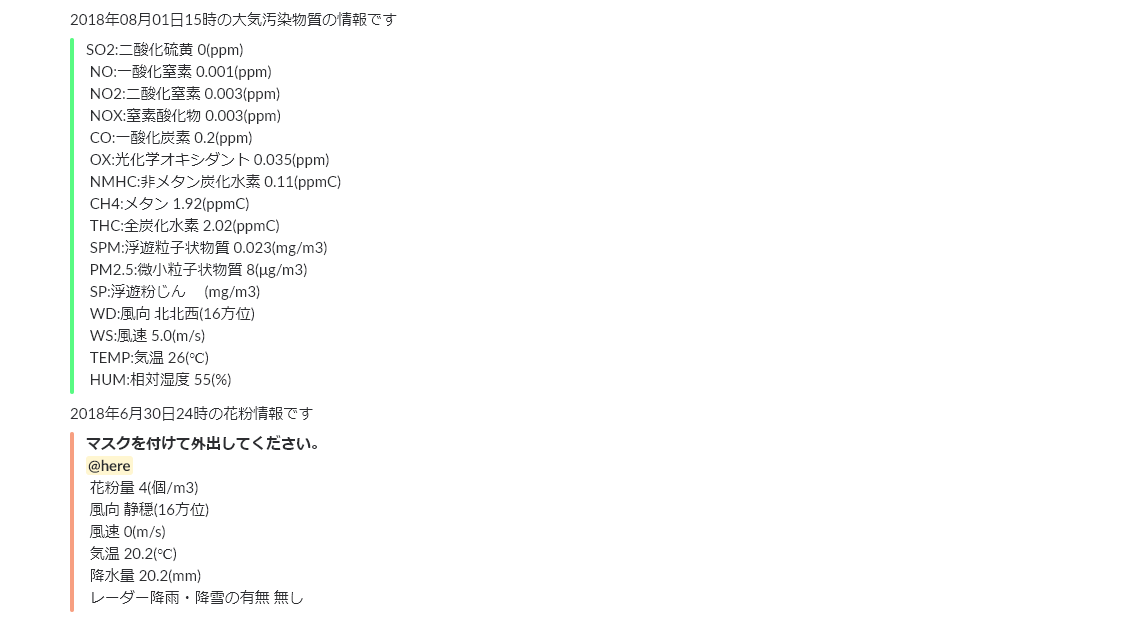 2018年08月01日15時の大気汚染物質の情報です
SO2:二酸化硫黄 0(ppm)
NO:一酸化窒素 0.001(ppm)
NO2:二酸化窒素 0.003(ppm)
NOX:窒素酸化物 0.003(ppm)
CO:一酸化炭素 0.2(ppm)
OX:光化学オキシダント 0.035(ppm)
NMHC:非メタン炭化水素 0.11(ppmC)
CH4:メタン 1.92(ppmC)
THC:全炭化水素 2.02(ppmC)
SPM:浮遊粒子状物質 0.023(mg/m3)
PM2.5:微小粒子状物質 8(μg/m3)
SP:浮遊粉じん　 (mg/m3)
WD:風向 北北西(16方位)
WS:風速 5.0(m/s)
TEMP:気温 26(℃)
HUM:相対湿度 55(%)
2018年6月30日24時の花粉情報です
マスクを付けて外出してください。
@here
花粉量 4(個/m3)
風向 静穏(16方位)
風速 0(m/s)
気温 20.2(℃)
降水量 20.2(mm)
レーダー降雨・降雪の有無 無し